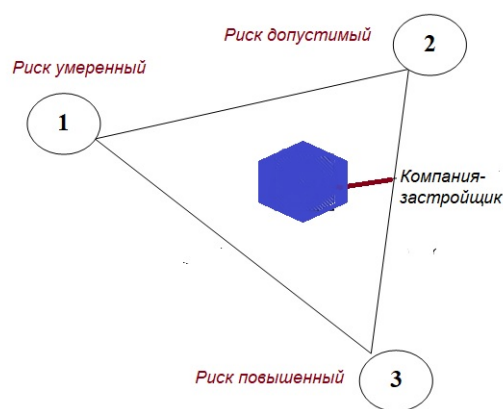 Риск допустимый
2
Риск умеренный
1
Компания-
застройщик
Риск повышенный
3